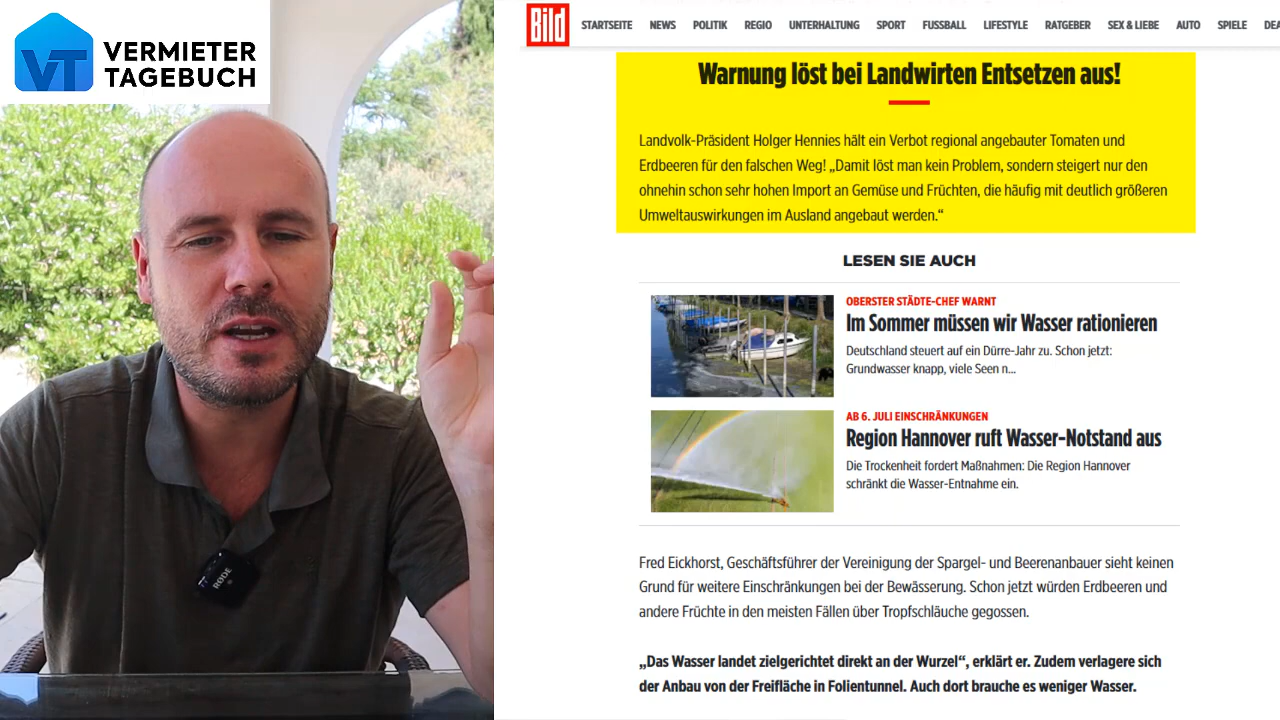 VERMIETER
TAGEBUCH
VT
RØDE
Bild STARTSEITE NEWS POLITIK REGIO UNTERHALTUNG SPORT FUSSBALL LIFESTYLE RATGEBER SEX & LIEBE AUTO SPIELE
Warnung löst bei Landwirten Entsetzen aus!
Landvolk-Präsident Holger Hennies hält ein Verbot regional angebauter Tomaten und
Erdbeeren für den falschen Weg! „Damit löst man kein Problem, sondern steigert nur den
ohnehin schon sehr hohen Import an Gemüse und Früchten, die häufig mit deutlich größeren
Umweltauswirkungen im Ausland angebaut werden.“
LESEN SIE AUCH
OBERSTER STÄDTE-CHEF WARNT
Im Sommer müssen wir Wasser rationieren
Deutschland steuert auf ein Dürre-Jahr zu. Schon jetzt:
Grundwasser knapp, viele Seen n...
AB 6. JULI EINSCHRÄNKUNGEN
Region Hannover ruft Wasser-Notstand aus
Die Trockenheit fordert Maßnahmen: Die Region Hannover
schränkt die Wasser-Entnahme ein.
Fred Eickhorst, Geschäftsführer der Vereinigung der Spargel- und Beerenanbauer sieht keinen
Grund für weitere Einschränkungen bei der Bewässerung. Schon jetzt würden Erdbeeren und
andere Früchte in den meisten Fällen über Tropfschläuche gegossen.
„Das Wasser landet zielgerichtet direkt an der Wurzel“, erklärt er. Zudem verlagere sich
der Anbau von der Freifläche in Folientunnel. Auch dort brauche es weniger Wasser.